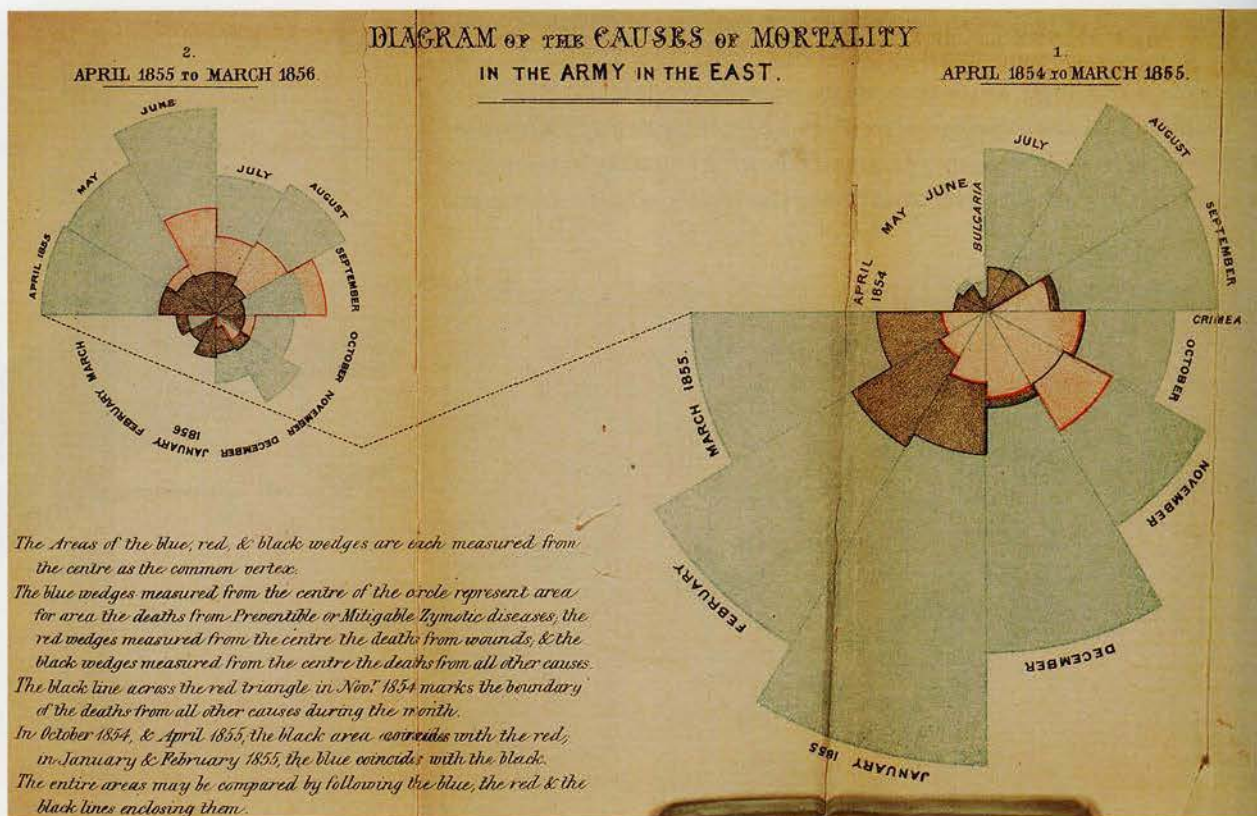 DIAGRAM OF THE CAUSES OF MORTALITY
IN THE ARMY IN THE EAST.
2.
APRIL 1855 TO MARCH 1856.
1.
APRIL 1854 TO MARCH 1855.
APRIL 1855
MAY
JUNE
JULY
AUGUST
SEPTEMBER
OCTOBER
NOVEMBER
DECEMBER
JANUARY
1856
FEBRUARY
MARCH
APRIL
1854
MAY
JUNE
BULGARIA
JULY
AUGUST
SEPTEMBER
CRIMEA
OCTOBER
NOVEMBER
DECEMBER
JANUARY 1855
FEBRUARY
MARCH 1855.
The Areas of the blue, red, & black wedges are each measured from
the centre as the common vertex.
The blue wedges measured from the centre of the circle represent area
for area the deaths from Preventible or Mitigable Zymotic diseases, the
red wedges measured from the centre the deaths from wounds, & the
black wedges measured from the centre the deaths from all other causes.
The black line across the red triangle in Novr. 1854 marks the boundary
of the deaths from all other causes during the month.
In October 1854, & April 1855, the black area coincides with the red,
in January & February 1855, the blue coincides with the black.
The entire areas may be compared by following the blue, the red & the
black lines enclosing them.